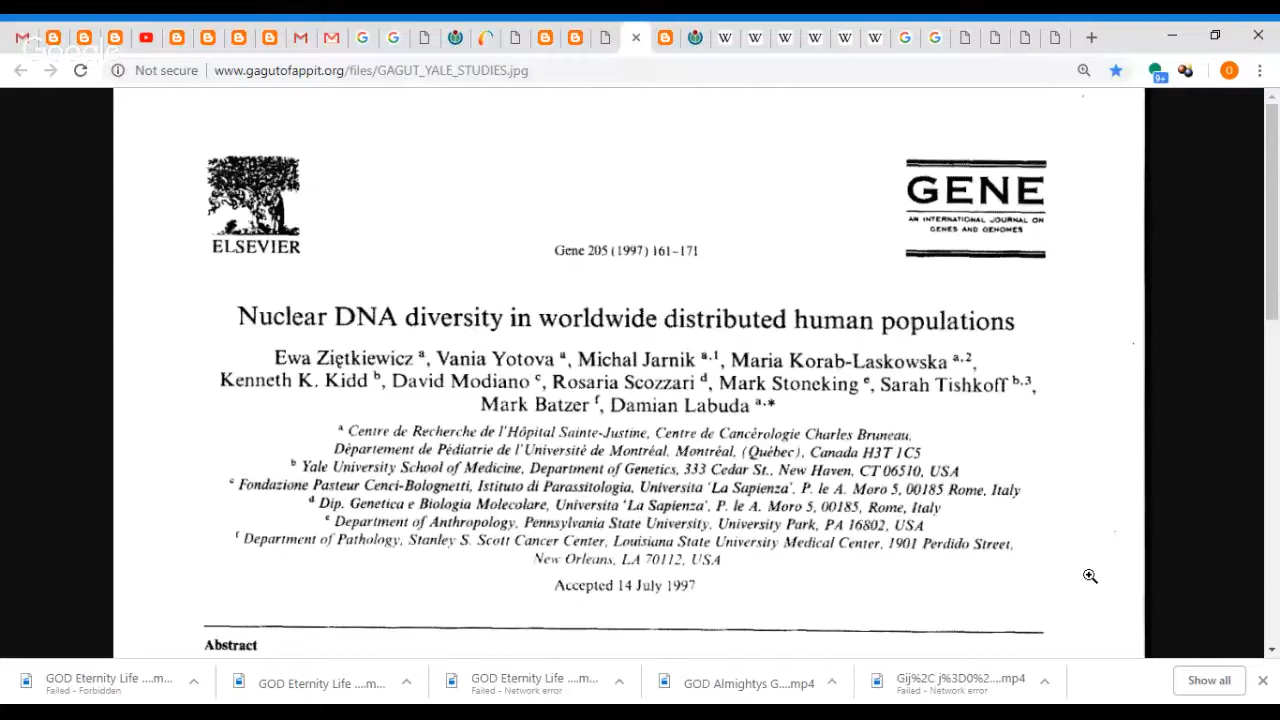 Google
Not secure | www.gagutofappit.org/files/GAGUT_YALE_STUDIES.jpg
9+
O
ELSEVIER
GENE
AN INTERNATIONAL JOURNAL ON
GENES AND GENOMES
Gene 205 (1997) 161–171
Nuclear DNA diversity in worldwide distributed human populations
Ewa Ziętkiewicz a, Vania Yotova a, Michal Jarnik a,1, Maria Korab-Laskowska a,2,
Kenneth K. Kidd b, David Modiano c, Rosaria Scozzari d, Mark Stoneking e, Sarah Tishkoff b,3,
Mark Batzer f, Damian Labuda a,*
a Centre de Recherche de l'Hôpital Sainte-Justine, Centre de Cancérologie Charles Bruneau,
Département de Pédiatrie de l'Université de Montréal, Montréal, (Québec), Canada H3T 1C5
b Yale University School of Medicine, Department of Genetics, 333 Cedar St., New Haven, CT 06510, USA
c Fondazione Pasteur Cenci-Bolognetti, Istituto di Parassitologia, Universita 'La Sapienza', P. le A. Moro 5, 00185 Rome, Italy
d Dip. Genetica e Biologia Molecolare, Universita 'La Sapienza', P. le A. Moro 5, 00185, Rome, Italy
e Department of Anthropology, Pennsylvania State University, University Park, PA 16802, USA
f Department of Pathology, Stanley S. Scott Cancer Center, Louisiana State University Medical Center, 1901 Perdido Street,
New Orleans, LA 70112, USA
Accepted 14 July 1997
Abstract
GOD Eternity Life ....m...
Failed - Forbidden
GOD Eternity Life ....m...
GOD Eternity Life ....m...
Failed - Network error
GOD Almightys G....mp4
Gij%2C j%3D0%2....mp4
Failed - Network error
Show all